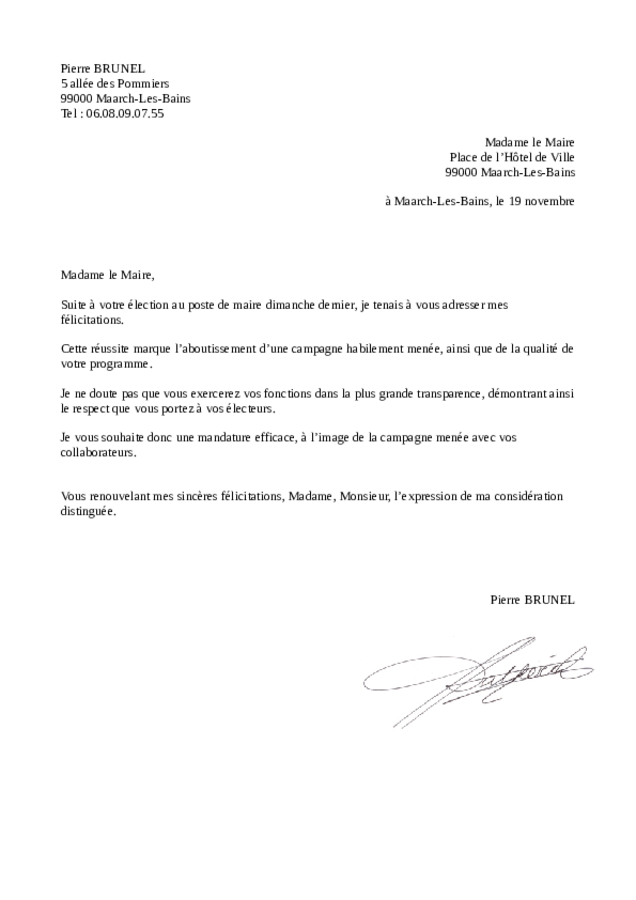 Pierre BRUNEL
5 allée des Pommiers
99000 Maarch-Les-Bains
Tel : 06.08.09.07.55
Madame le Maire
Place de l'Hôtel de Ville
99000 Maarch-Les-Bains
à Maarch-Les-Bains, le 19 novembre
Madame le Maire,
Suite à votre élection au poste de maire dimanche dernier, je tenais à vous adresser mes
félicitations.
Cette réussite marque l'aboutissement d'une campagne habilement menée, ainsi que de la qualité de
votre programme.
Je ne doute pas que vous exercerez vos fonctions dans la plus grande transparence, démontrant ainsi
le respect que vous portez à vos électeurs.
Je vous souhaite donc une mandature efficace, à l'image de la campagne menée avec vos
collaborateurs.
Vous renouvelant mes sincères félicitations, Madame, Monsieur, l'expression de ma considération
distinguée.
Pierre BRUNEL